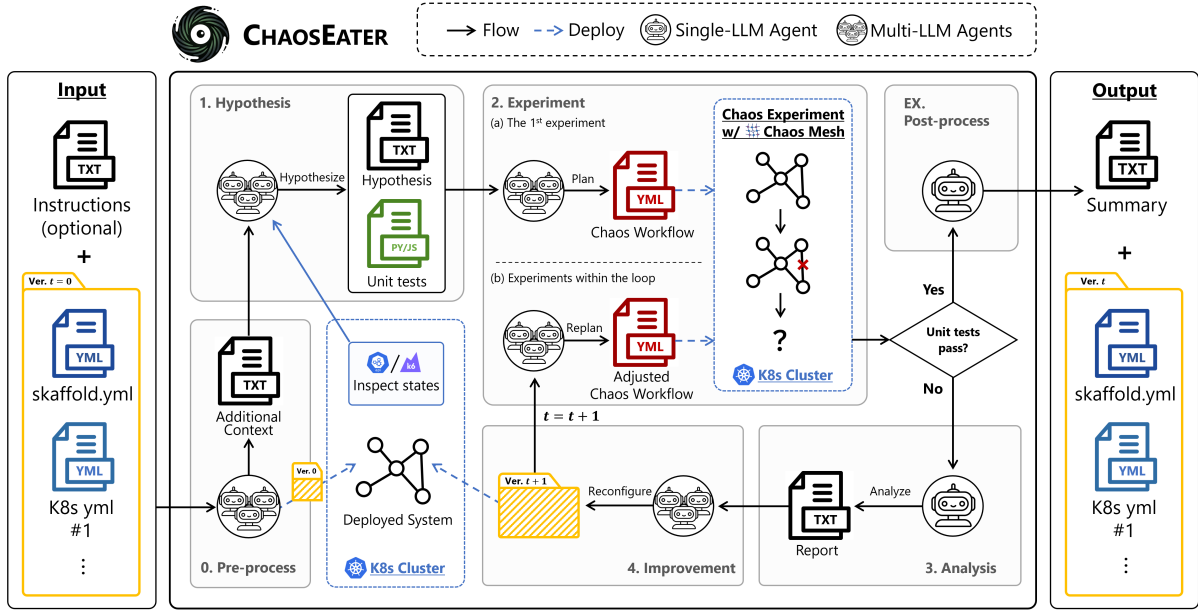 CHAOSEATER
Flow
Deploy
Single-LLM Agent
Multi-LLM Agents
Input
TXT
Instructions
(optional)
+
Ver. t = 0
YML
skaffold.yml
YML
K8s yml
#1
⋮
1. Hypothesis
Hypothesize
TXT
Hypothesis
PY/JS
Unit tests
TXT
Additional
Context
0. Pre-process
Ver. 0
/
k6
Inspect states
Deployed System
K8s Cluster
2. Experiment
(a) The 1st experiment
Plan
YML
Chaos Workflow
(b) Experiments within the loop
Replan
YML
Adjusted
Chaos Workflow
Chaos Experiment
w/ Chaos Mesh
?
K8s Cluster
t = t + 1
EX.
Post-process
Yes
Unit tests
pass?
No
Analyze
TXT
Report
3. Analysis
Reconfigure
Ver. t + 1
4. Improvement
Output
TXT
Summary
+
Ver. t
YML
skaffold.yml
YML
K8s yml
#1
⋮